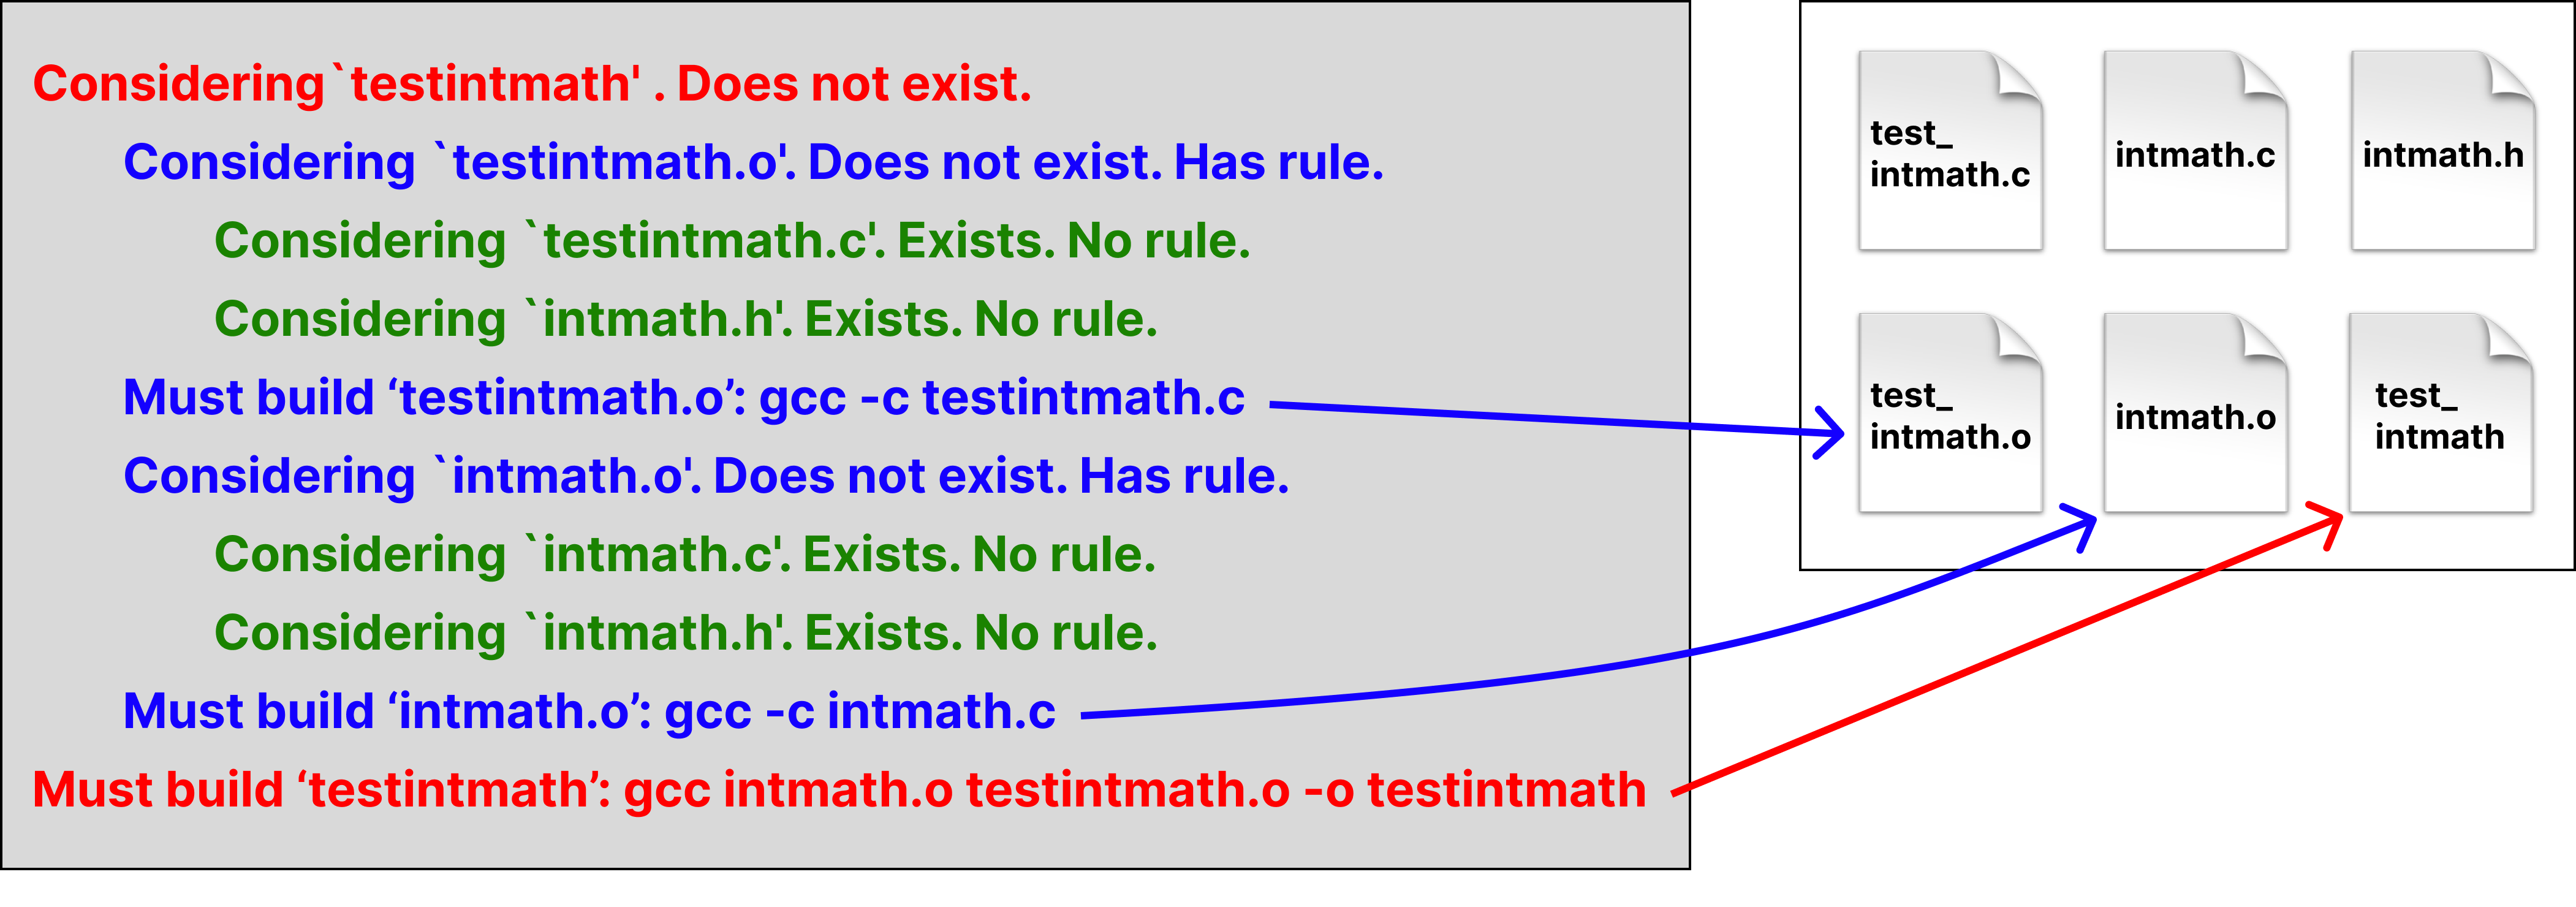 Considering`testintmath' . Does not exist.
Considering `testintmath.o'. Does not exist. Has rule.
Considering `testintmath.c'. Exists. No rule.
Considering `intmath.h'. Exists. No rule.
Must build ‘testintmath.o’: gcc -c testintmath.c
Considering `intmath.o'. Does not exist. Has rule.
Considering `intmath.c'. Exists. No rule.
Considering `intmath.h'. Exists. No rule.
Must build ‘intmath.o’: gcc -c intmath.c
Must build ‘testintmath’: gcc intmath.o testintmath.o -o testintmath
test_
intmath.c
intmath.c
intmath.h
test_
intmath.o
intmath.o
test_
intmath